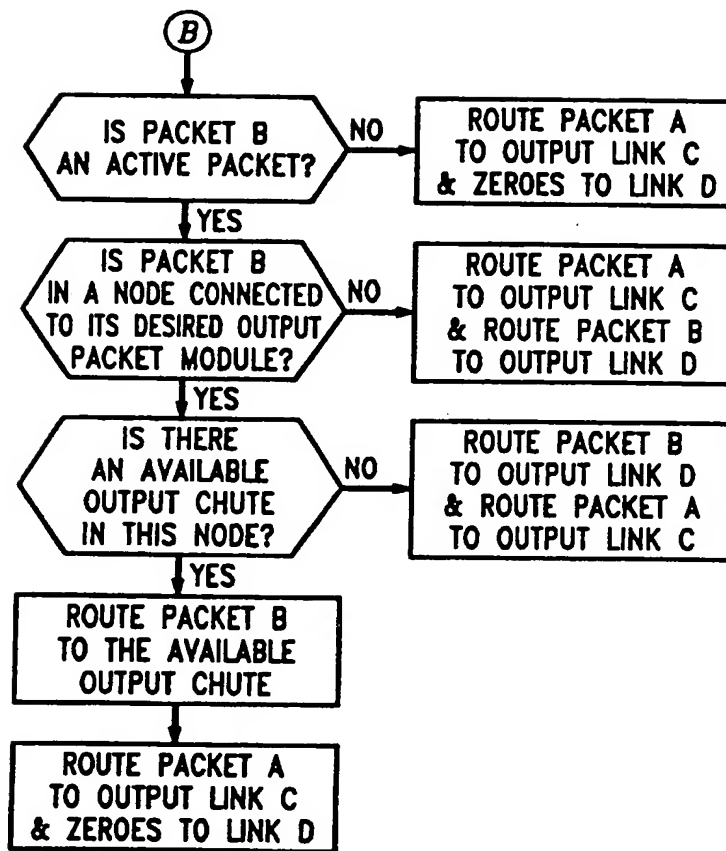 B
IS PACKET B
AN ACTIVE PACKET?
NO
ROUTE PACKET A
TO OUTPUT LINK C
& ZEROES TO LINK D
YES
IS PACKET B
IN A NODE CONNECTED
TO ITS DESIRED OUTPUT
PACKET MODULE?
NO
ROUTE PACKET A
TO OUTPUT LINK C
& ROUTE PACKET B
TO OUTPUT LINK D
YES
IS THERE
AN AVAILABLE
OUTPUT CHUTE
IN THIS NODE?
NO
ROUTE PACKET B
TO OUTPUT LINK D
& ROUTE PACKET A
TO OUTPUT LINK C
YES
ROUTE PACKET B
TO THE AVAILABLE
OUTPUT CHUTE
ROUTE PACKET A
TO OUTPUT LINK C
& ZEROES TO LINK D